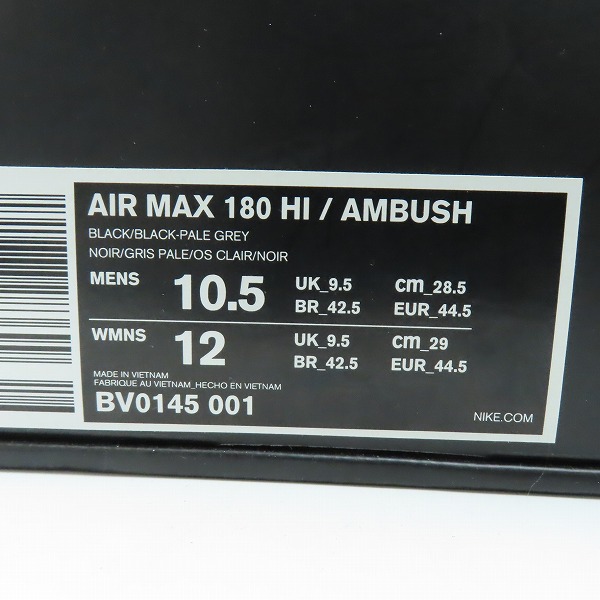 AIR MAX 180 HI / AMBUSH
BLACK/BLACK-PALE GREY
NOIR/GRIS PALE/OS CLAIR/NOIR
MENS 10.5 UK_9.5 cm_28.5
BR_42.5 EUR_44.5
WMNS 12 UK_9.5 cm_29
BR_42.5 EUR_44.5
MADE IN VIETNAM
FABRIQUE AU VIETNAM_HECHO EN VIETNAM
BV0145 001
NIKE.COM